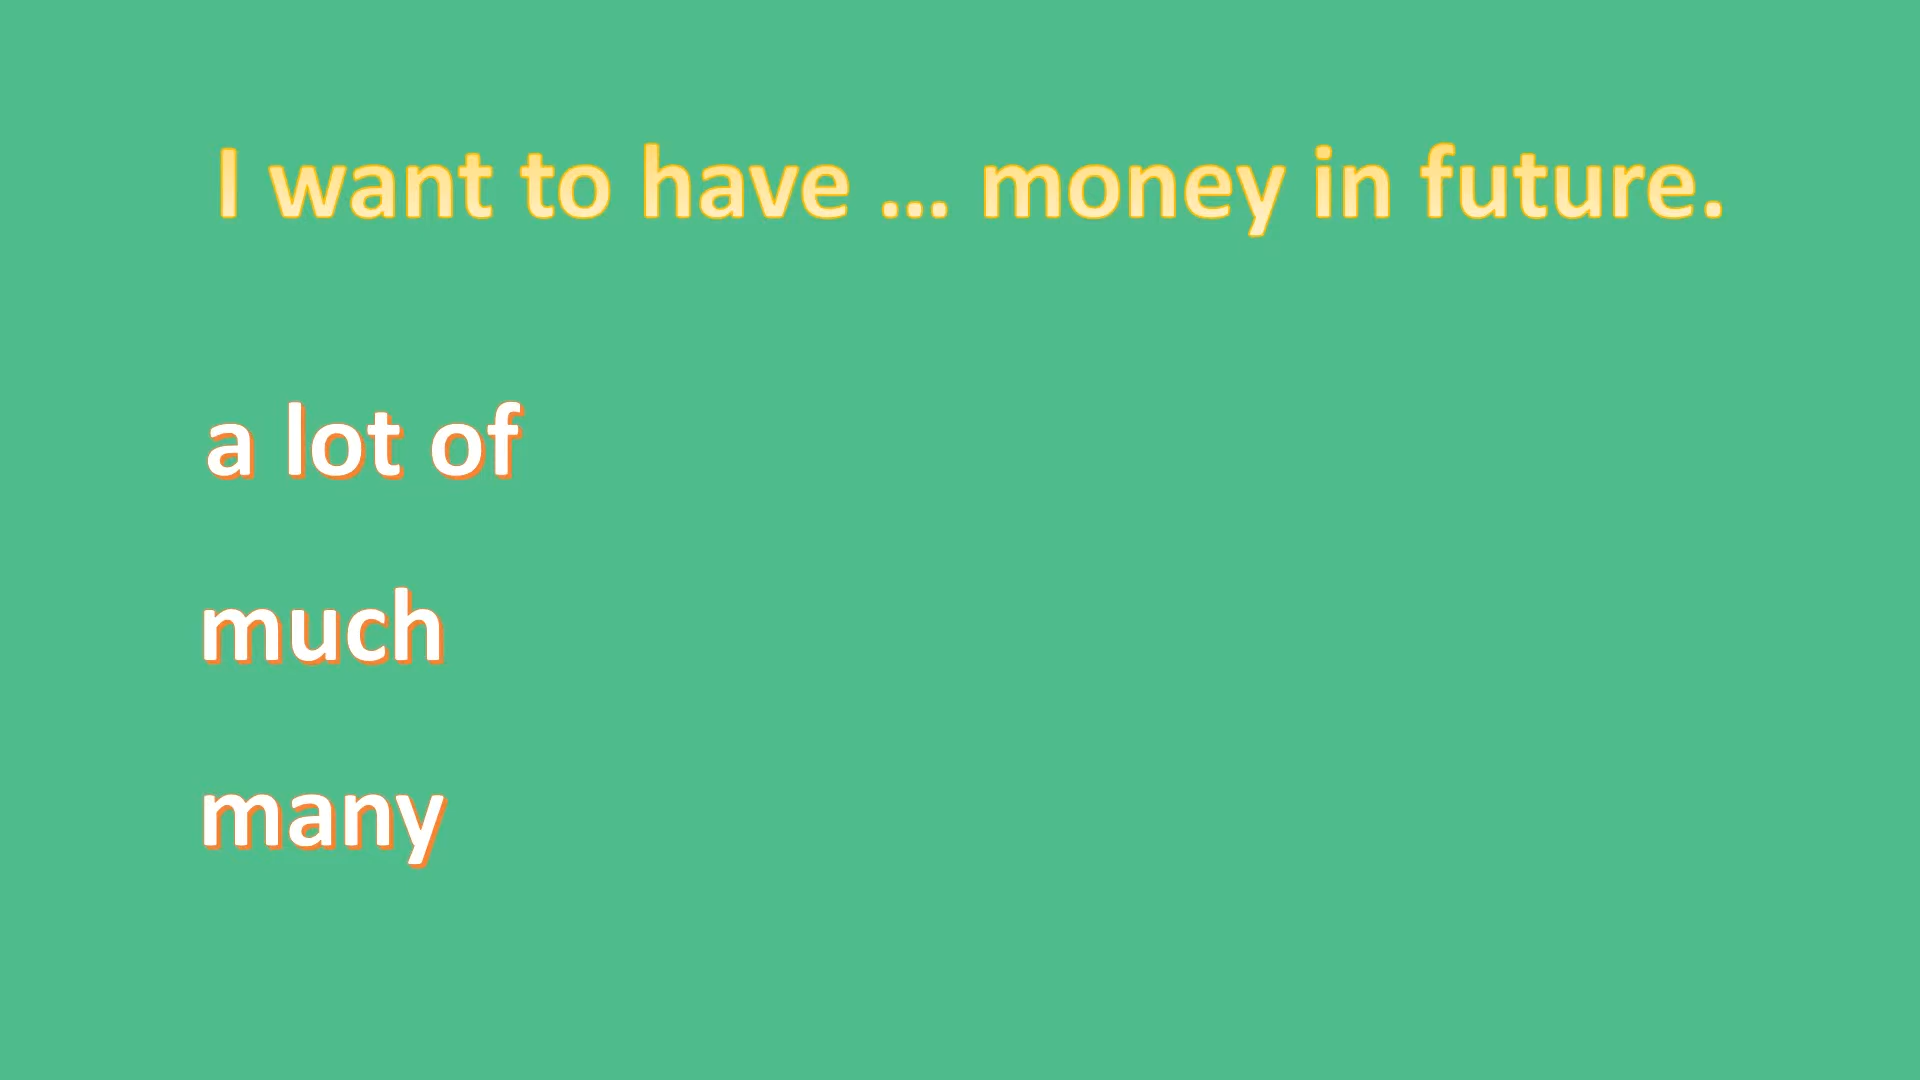 I want to have ... money in future.
a lot of
much
many